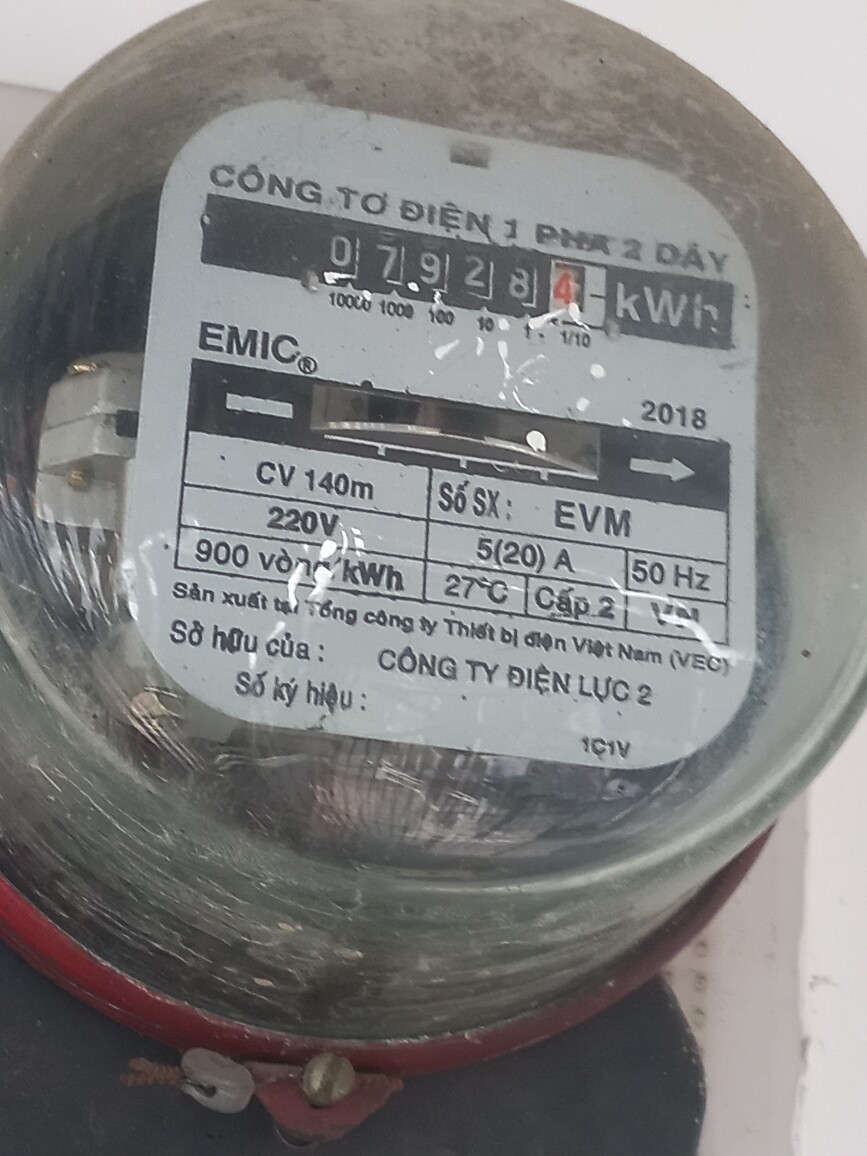 CÔNG TƠ ĐIỆN 1 PHA 2 DÂY
0 7 9 2 8 4 kWh
10000 1000 100 10 1 1/10
EMIC®
2018
CV 140m Số SX: EVM
220V 5(20) A 50 Hz
900 vòng/kWh 27°C Cấp 2 VN
Sản xuất tại Tổng công ty Thiết bị điện Việt Nam (VEC)
Sở hữu của: CÔNG TY ĐIỆN LỰC 2
Số ký hiệu:
1C1V